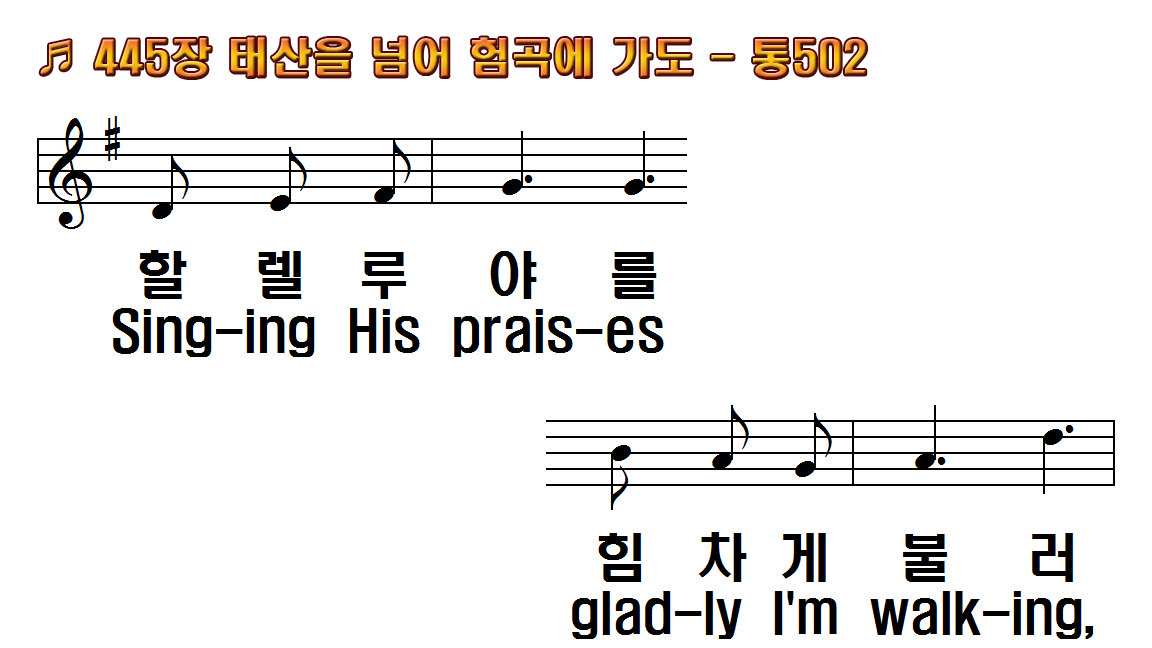 ♬ 445장 태산을 넘어 험곡에 가도 - 통502
할 렐 루 야 를
Sing-ing His prais-es
힘 차 게 불 러
glad-ly I'm walk-ing,